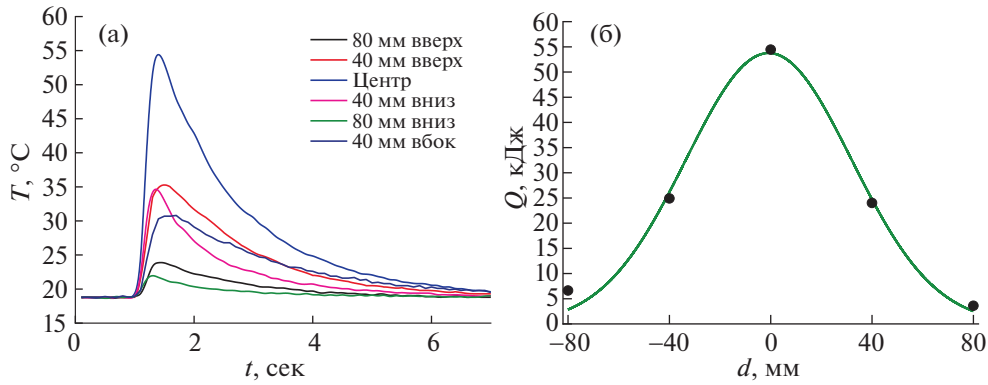 (а)
T, °C
60
55
50
45
40
35
30
25
20
15
80 мм вверх
40 мм вверх
Центр
40 мм вниз
80 мм вниз
40 мм вбок
0 2 4 6
t, сек
(б)
Q, кДж
60
55
50
45
40
35
30
25
20
15
10
5
0
−80 −40 0 40 80
d, мм